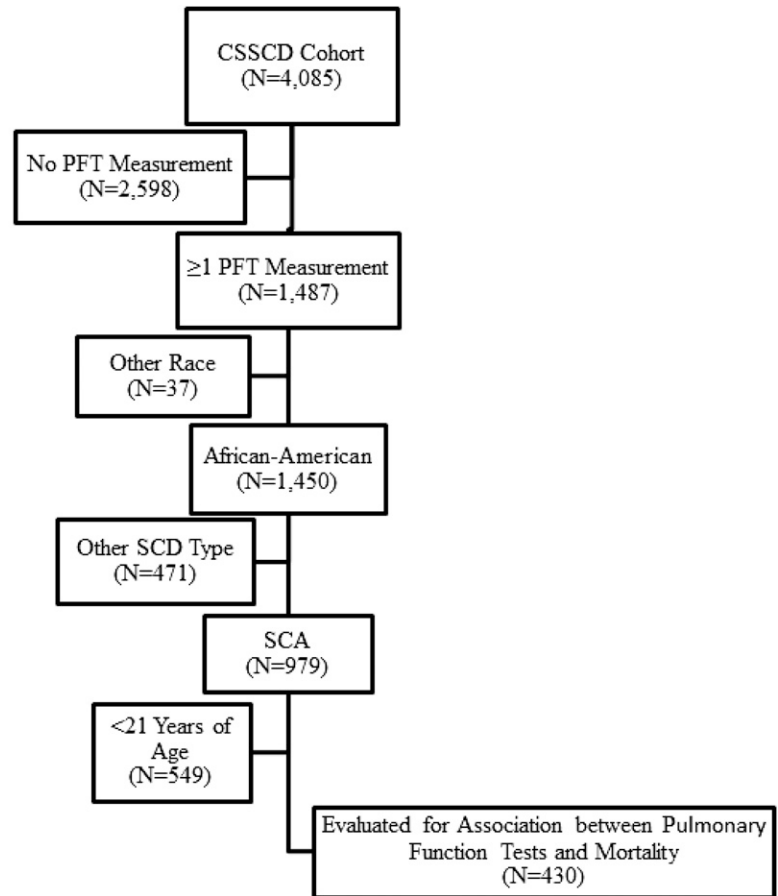 CSSCD Cohort
(N=4,085)
No PFT Measurement
(N=2,598)
≥1 PFT Measurement
(N=1,487)
Other Race
(N=37)
African-American
(N=1,450)
Other SCD Type
(N=471)
SCA
(N=979)
<21 Years of
Age
(N=549)
Evaluated for Association between Pulmonary
Function Tests and Mortality
(N=430)